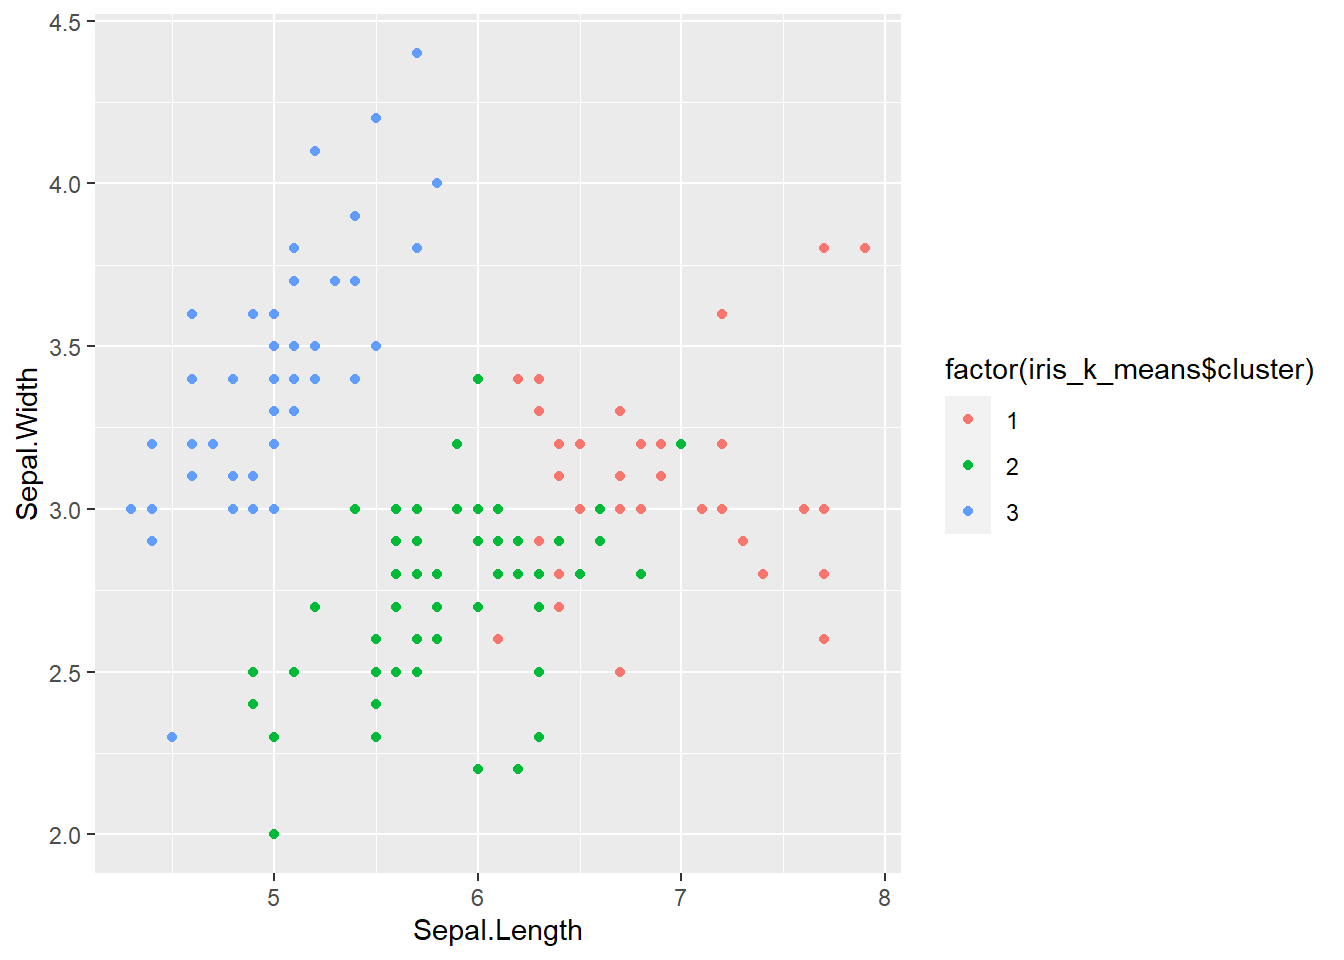 4.5
4.0
3.5
3.0
2.5
2.0
Sepal.Width
5 6 7 8
Sepal.Length
factor(iris_k_means$cluster)
1
2
3